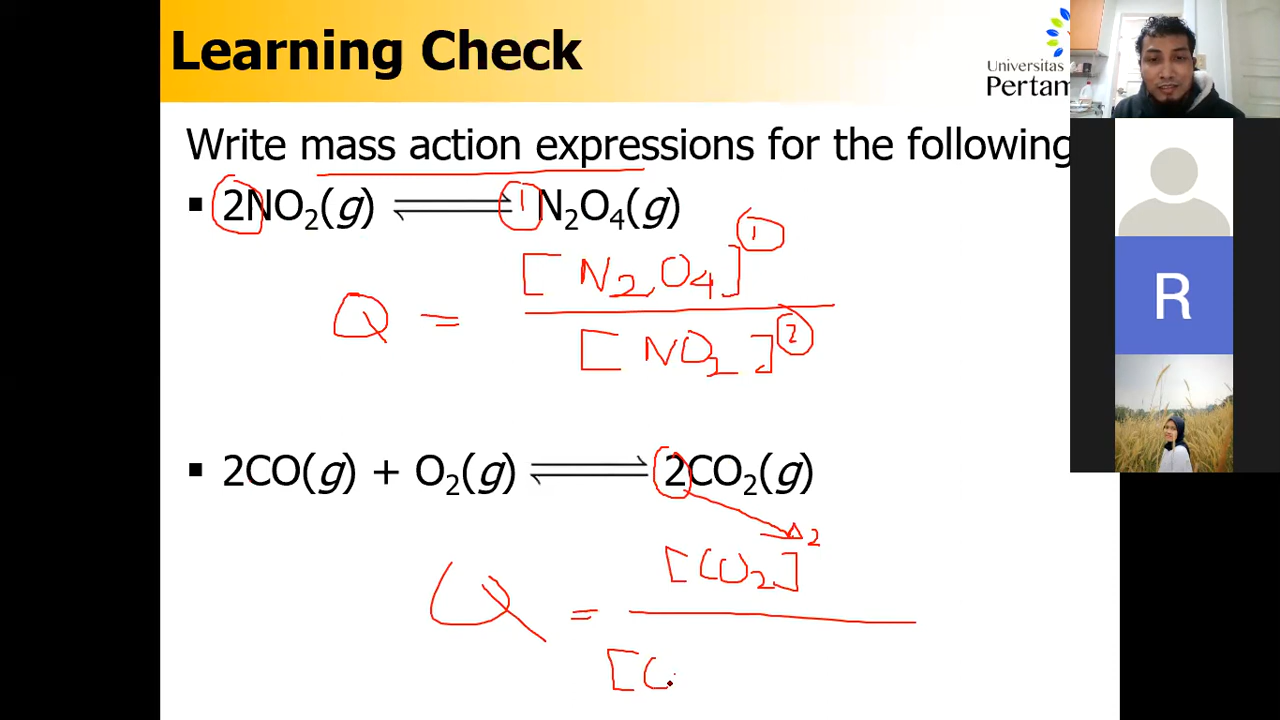 Learning Check
Universitas
Pertam
Write mass action expressions for the following
▪ 2NO₂(g) ⇌ 1 N₂O₄(g)
Q = [N₂O₄]¹ / [NO₂]²
R
▪ 2CO(g) + O₂(g) ⇌ 2CO₂(g)
Q = [CO₂]² / [C